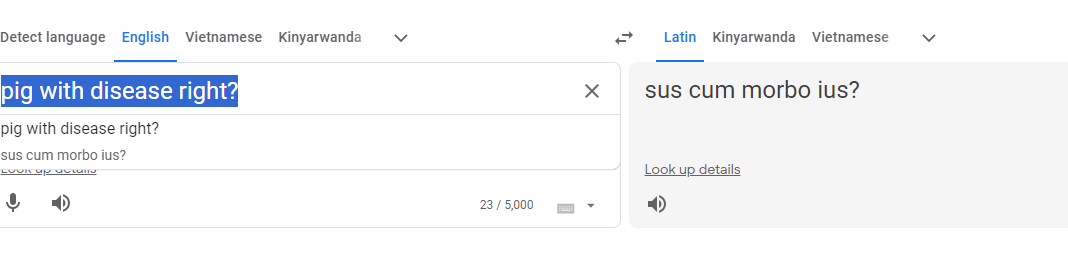 Detect language English Vietnamese Kinyarwanda
Latin Kinyarwanda Vietnamese
pig with disease right?
sus cum morbo ius?
pig with disease right?
sus cum morbo ius?
Look up details
Look up details
23 / 5,000